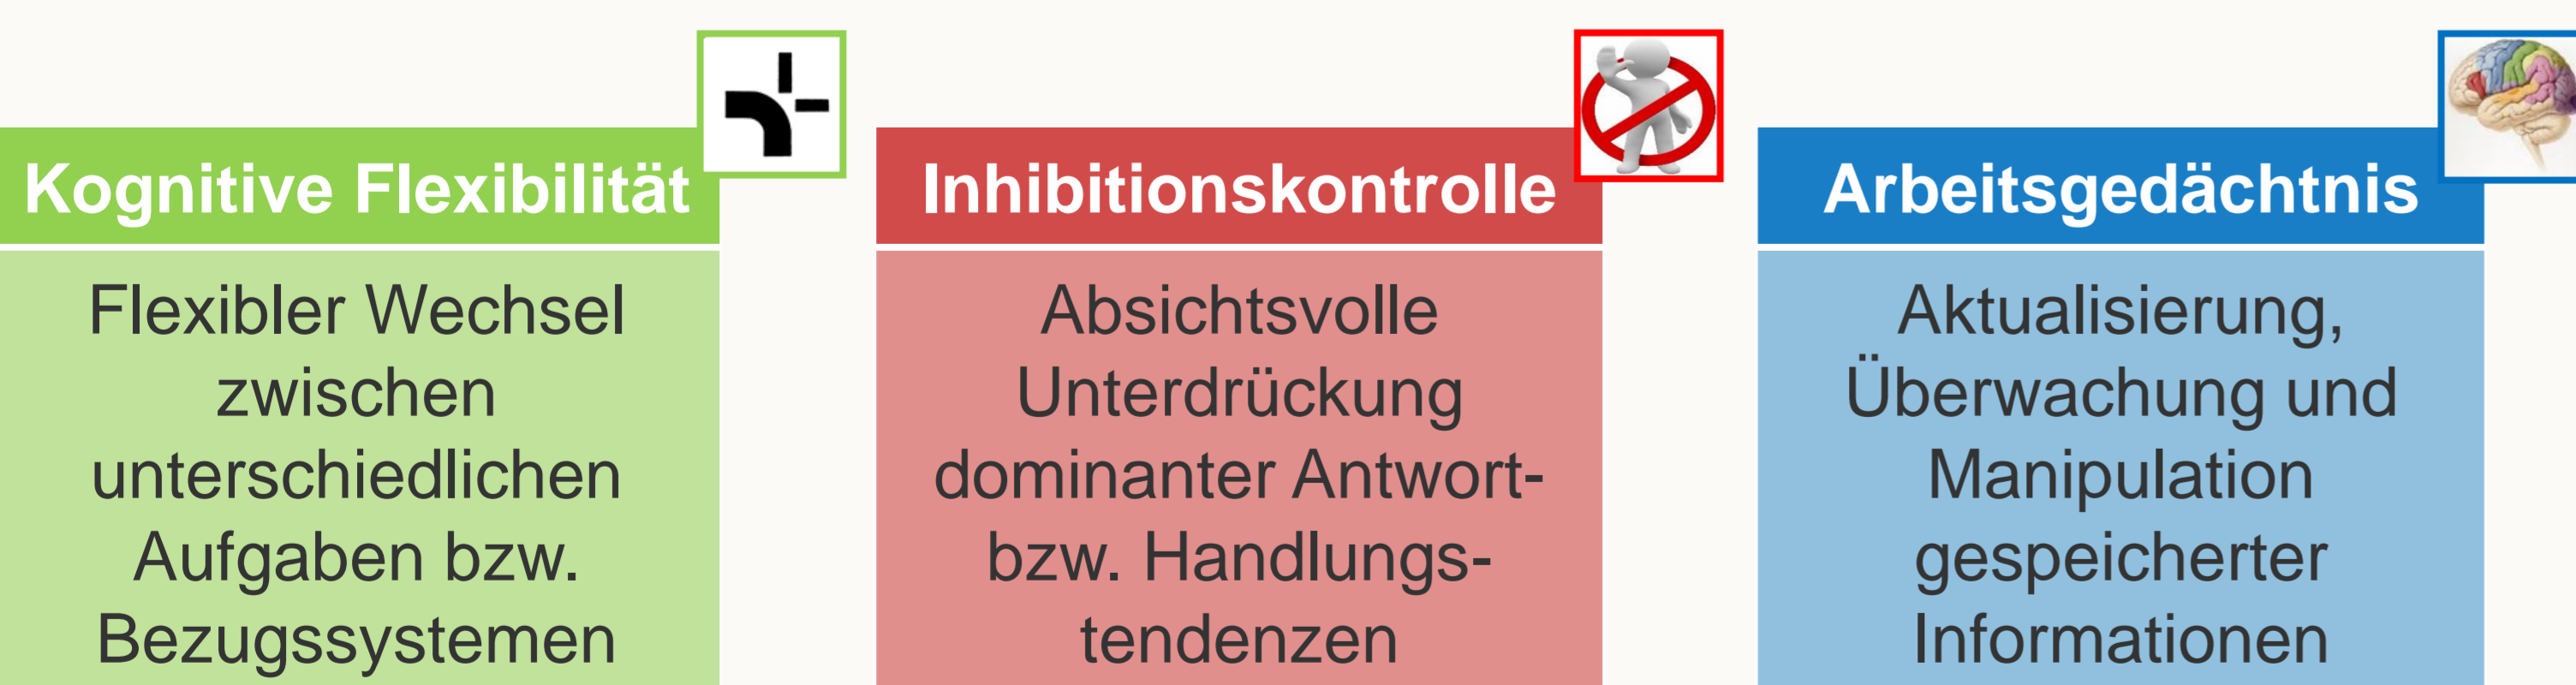 Kognitive Flexibilität
Flexibler Wechsel
zwischen
unterschiedlichen
Aufgaben bzw.
Bezugssystemen
Inhibitionskontrolle
Absichtsvolle
Unterdrückung
dominanter Antwort-
bzw. Handlungs-
tendenzen
Arbeitsgedächtnis
Aktualisierung,
Überwachung und
Manipulation
gespeicherter
Informationen